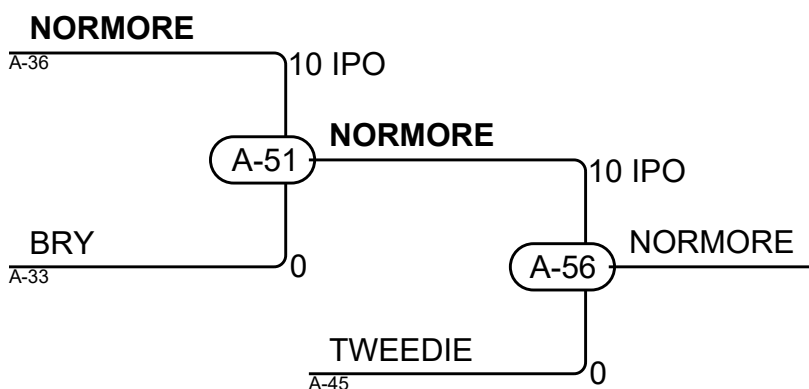 NORMORE
A-36
10 IPO
A-51
NORMORE
10 IPO
BRY
A-33
0
A-56
NORMORE
TWEEDIE
A-45
0